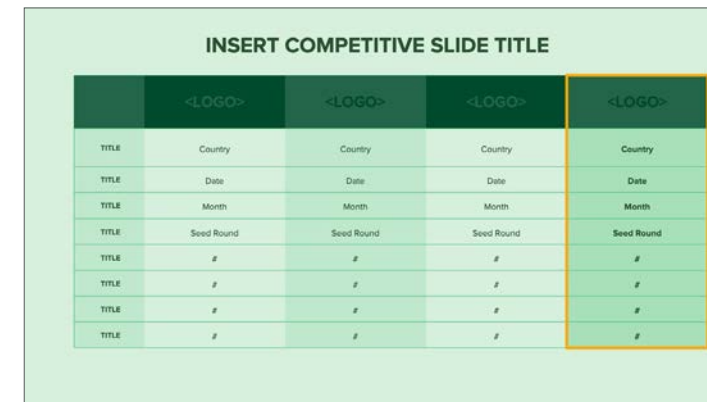 INSERT COMPETITIVE SLIDE TITLE
<LOGO> <LOGO> <LOGO> <LOGO>
TITLE Country Country Country Country
TITLE Date Date Date Date
TITLE Month Month Month Month
TITLE Seed Round Seed Round Seed Round Seed Round
TITLE # # # #
TITLE # # # #
TITLE # # # #
TITLE # # # #